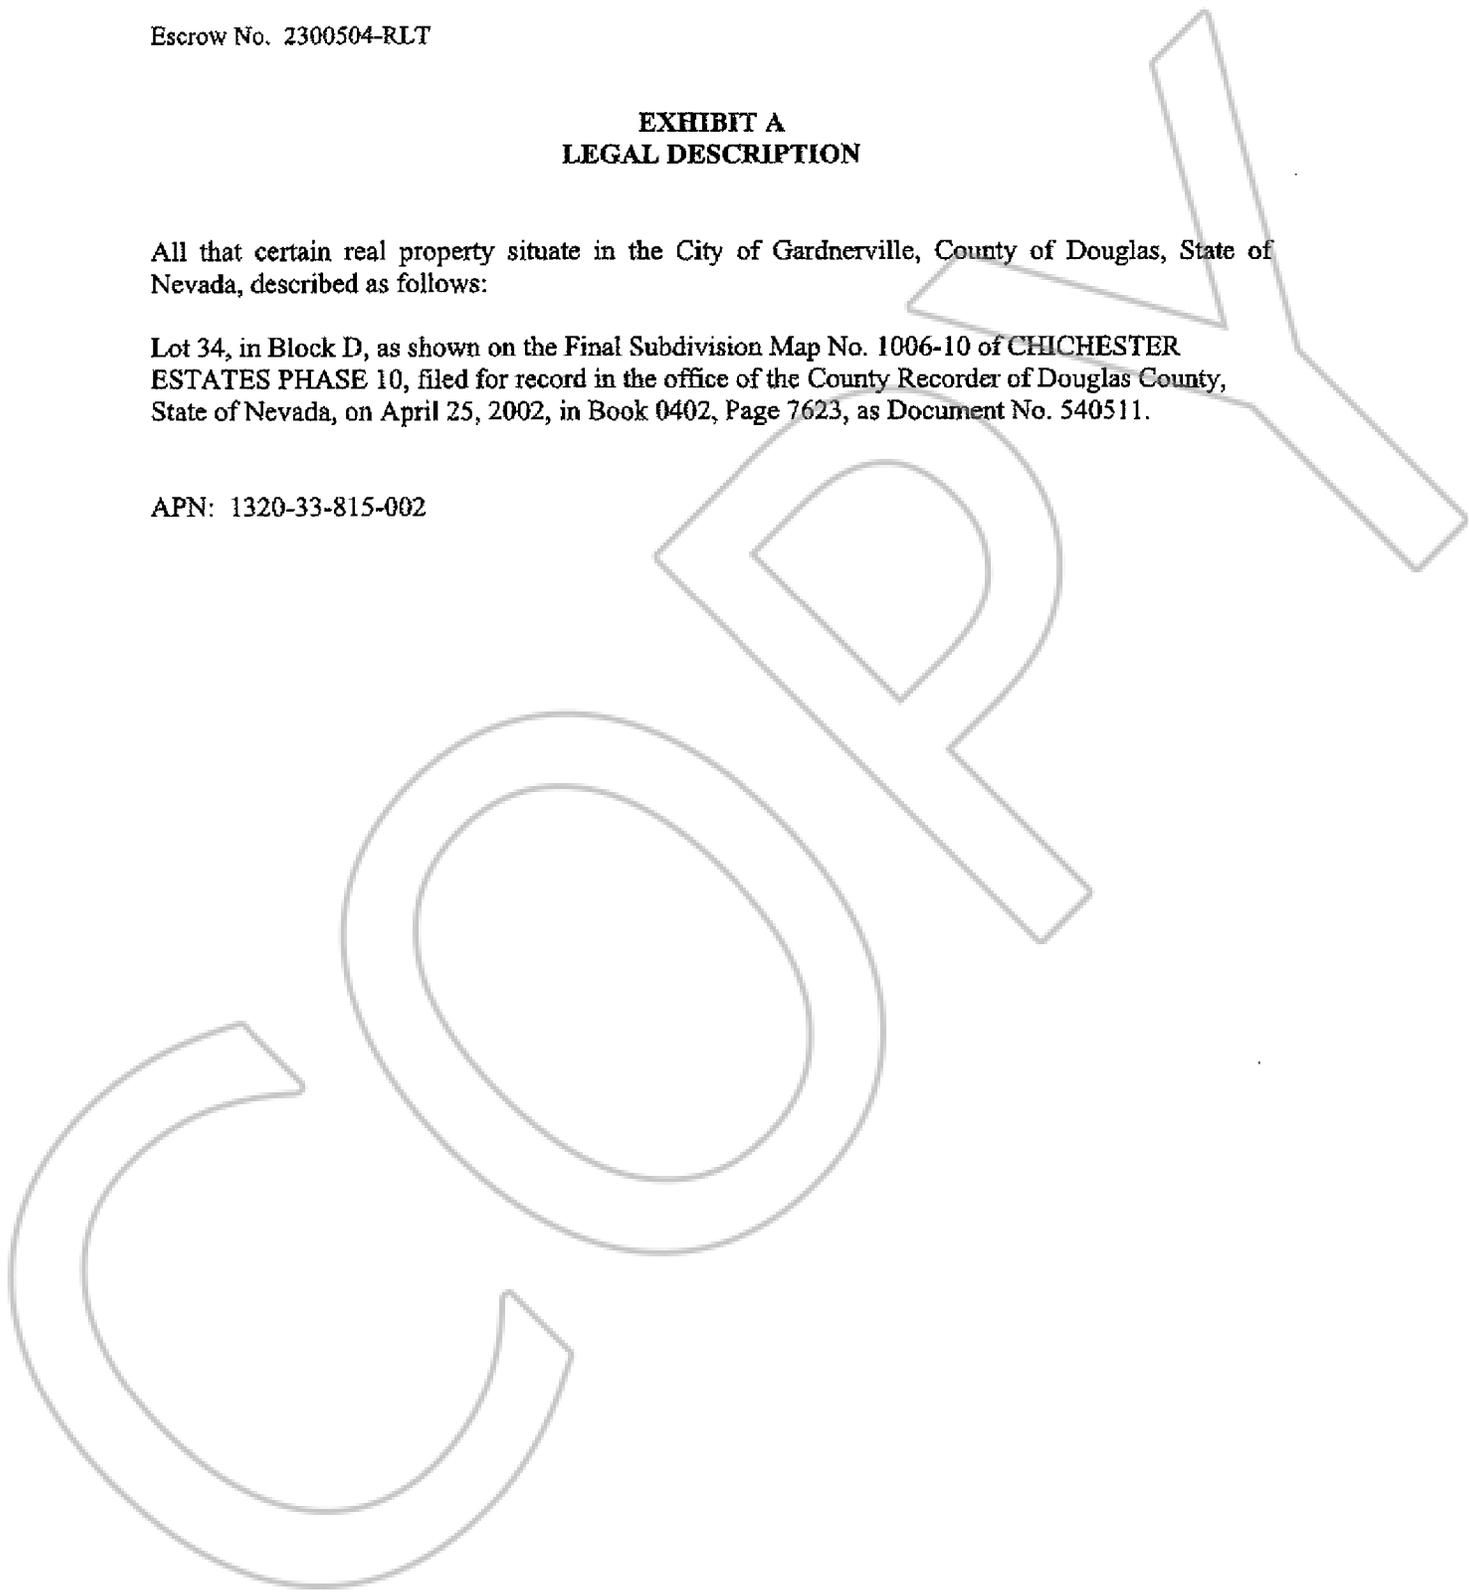 Escrow No. 2300504-RLT
EXHIBIT A
LEGAL DESCRIPTION
All that certain real property situate in the City of Gardnerville, County of Douglas, State of
Nevada, described as follows:
Lot 34, in Block D, as shown on the Final Subdivision Map No. 1006-10 of CHICHESTER
ESTATES PHASE 10, filed for record in the office of the County Recorder of Douglas County,
State of Nevada, on April 25, 2002, in Book 0402, Page 7623, as Document No. 540511.
APN: 1320-33-815-002
COPY